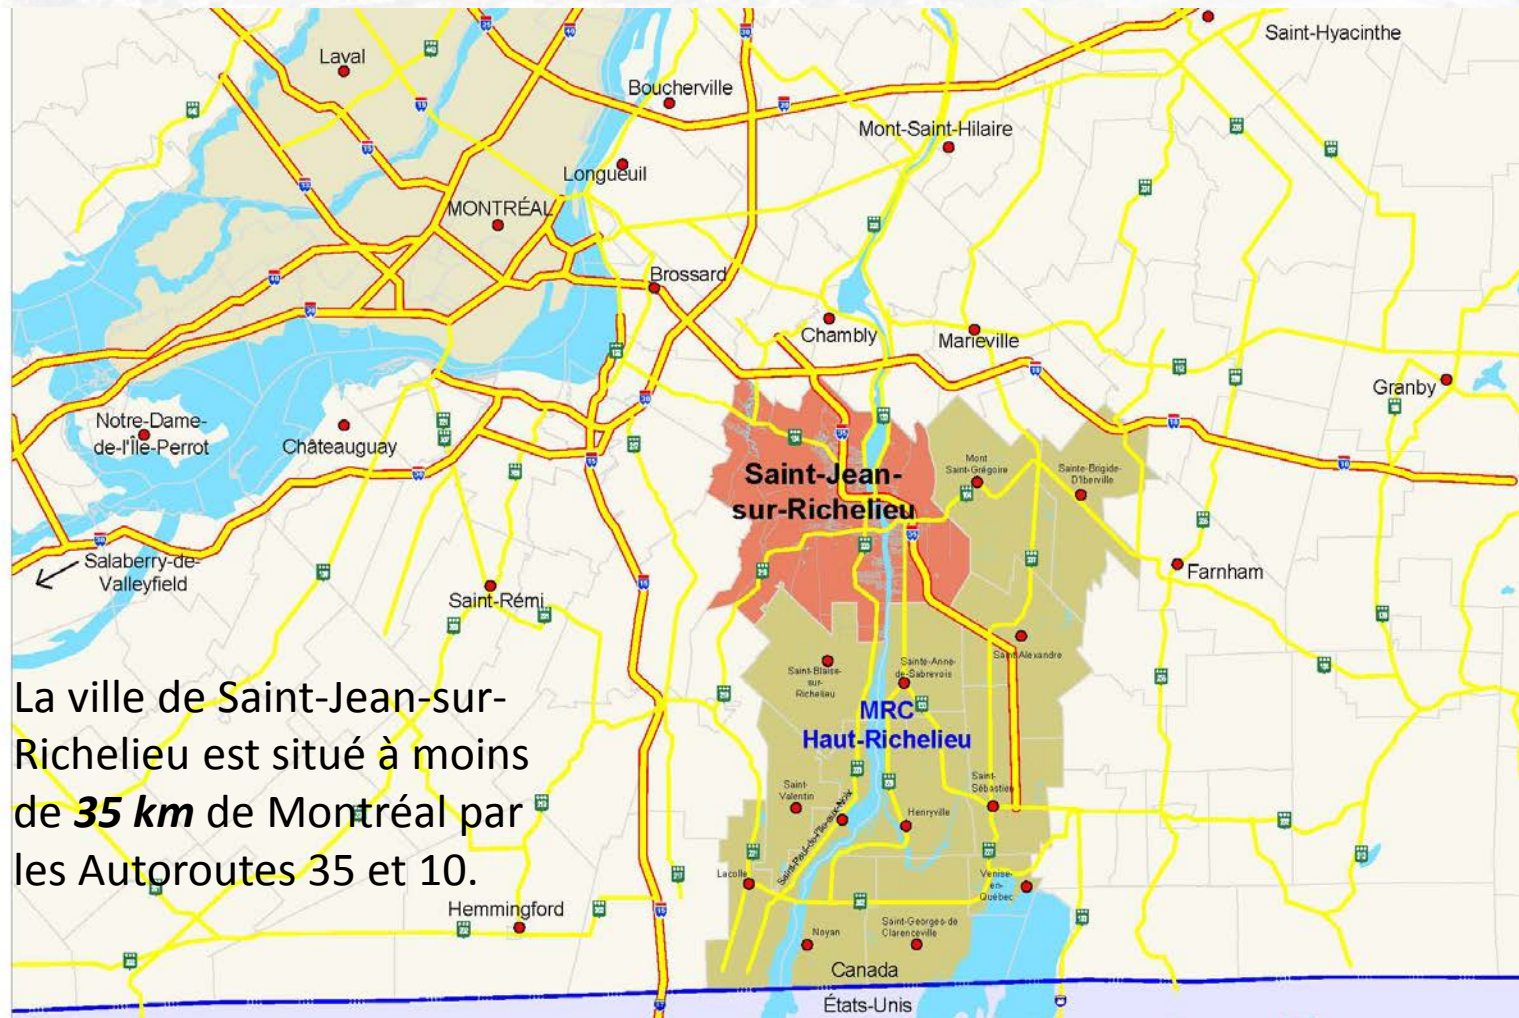 Saint-Hyacinthe
Laval
Boucherville
Mont-Saint-Hilaire
Longueuil
MONTRÉAL
Brossard
Chambly
Marieville
Granby
Notre-Dame-
de-l'Île-Perrot
Châteauguay
Mont
Saint-Grégoire
Sainte-Brigide-
D'Iberville
Saint-Jean-
sur-Richelieu
Salaberry-de-
Valleyfield
Farnham
Saint-Rémi
Saint-Alexandre
Saint-Blaise-
sur-
Richelieu
Sainte-Anne-
de-Sabrevois
MRC
Haut-Richelieu
La ville de Saint-Jean-sur-
Richelieu est situé à moins
de 35 km de Montréal par
les Autoroutes 35 et 10.
Saint-
Valentin
Saint-Paul-de-l'Île-aux-Noix
Saint-
Sébastien
Henryville
Lacolle
Venise-
en-
Québec
Hemmingford
Noyan
Saint-Georges-de
Clarenceville
Canada
États-Unis